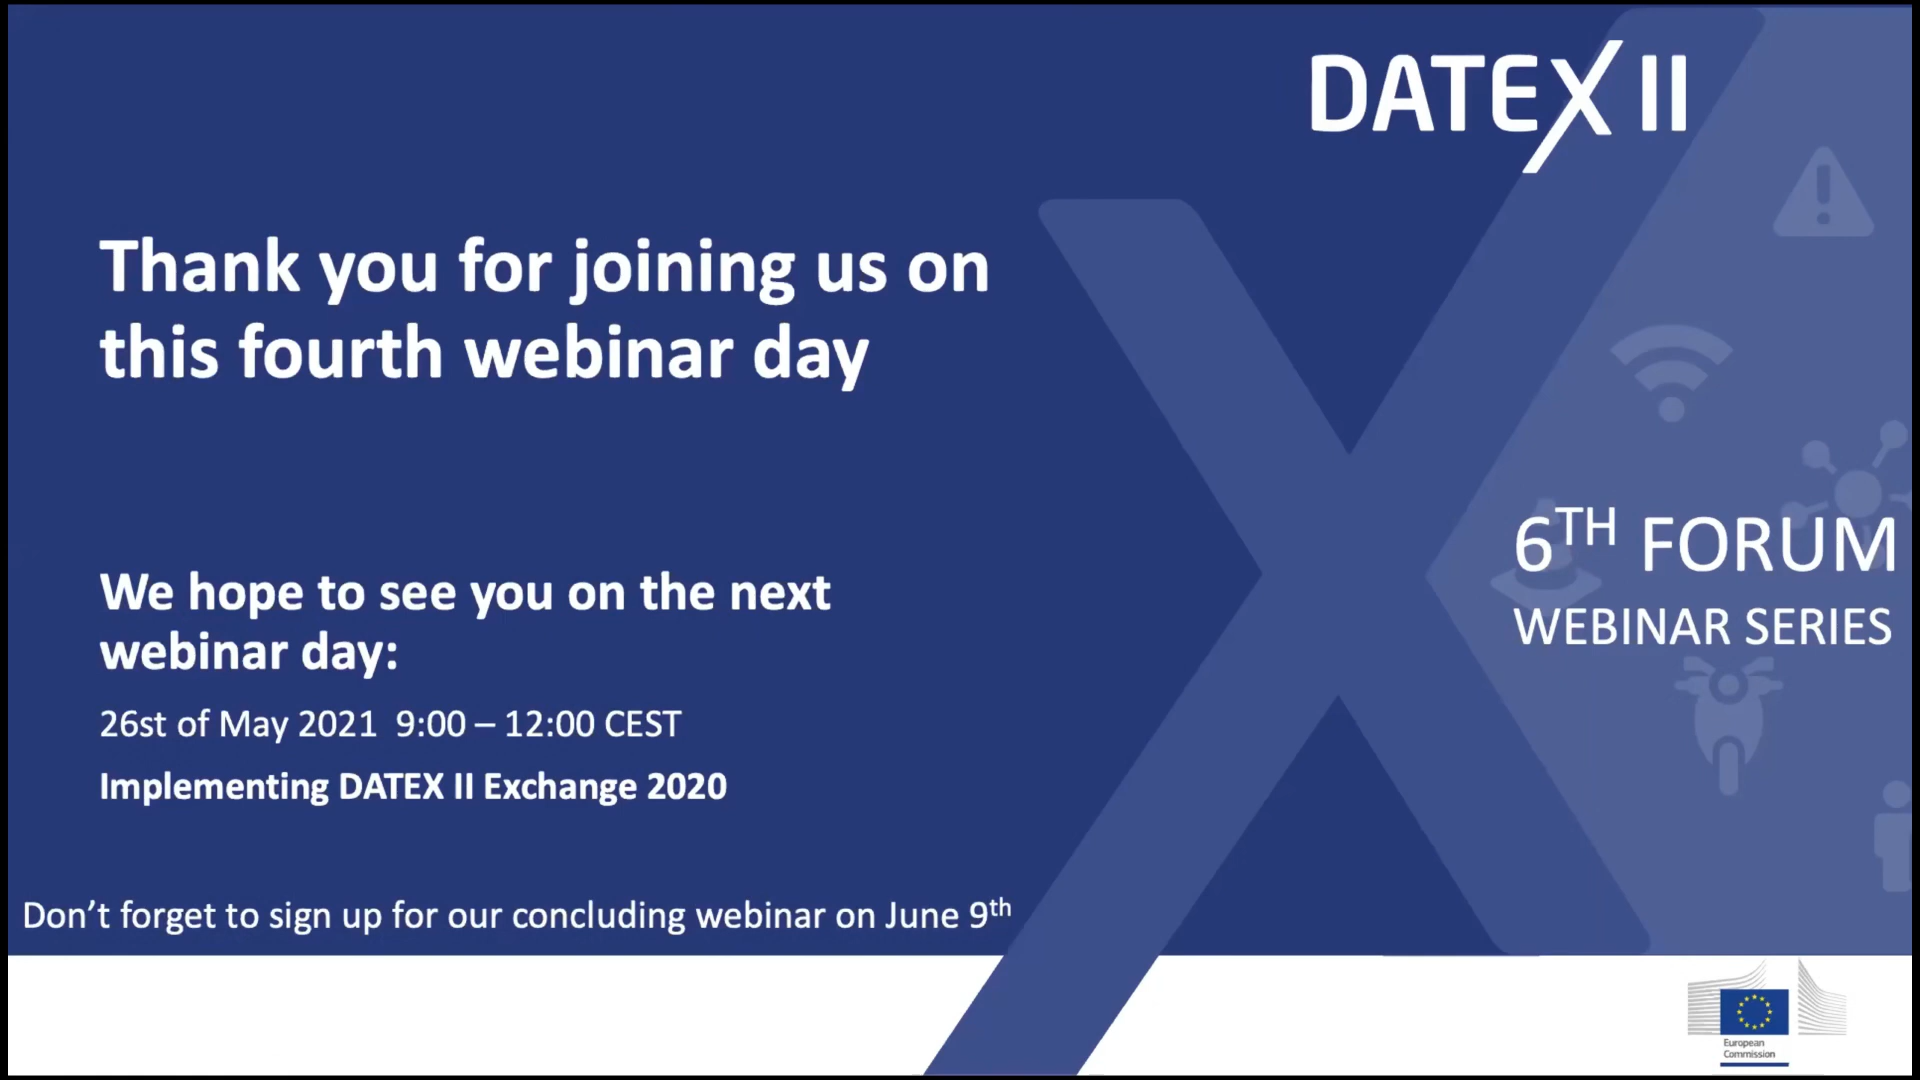 DATEX II
Thank you for joining us on
this fourth webinar day
We hope to see you on the next
webinar day:
26st of May 2021 9:00 – 12:00 CEST
Implementing DATEX II Exchange 2020
Don’t forget to sign up for our concluding webinar on June 9th
6TH FORUM
WEBINAR SERIES
European
Commission